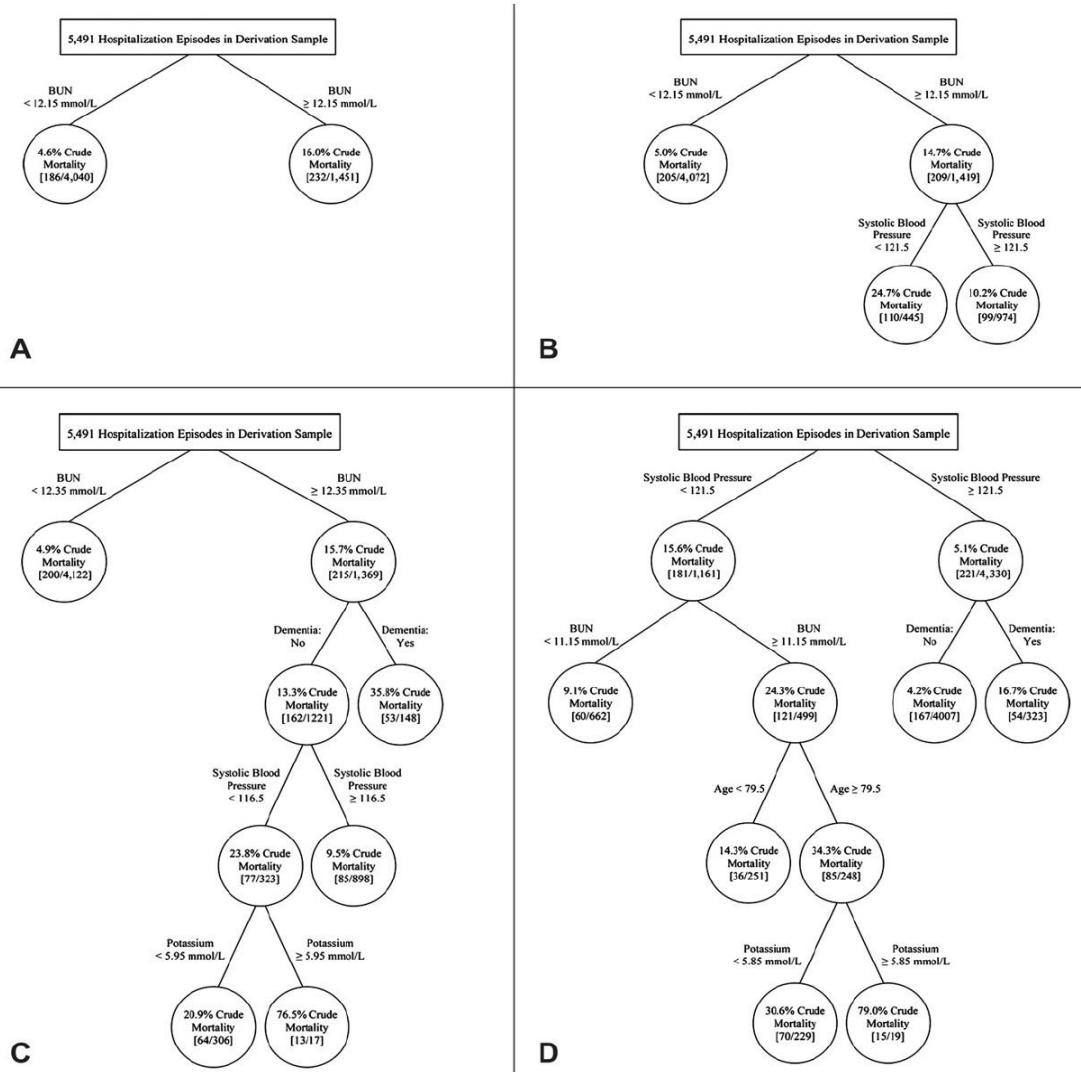 5,491 Hospitalization Episodes in Derivation Sample
BUN
< 12.15 mmol/L
BUN
≥ 12.15 mmol/L
4.6% Crude
Mortality
[186/4,040]
16.0% Crude
Mortality
[232/1,451]
A
5,491 Hospitalization Episodes in Derivation Sample
BUN
< 12.15 mmol/L
BUN
≥ 12.15 mmol/L
5.0% Crude
Mortality
[205/4,072]
14.7% Crude
Mortality
[209/1,419]
Systolic Blood
Pressure
< 121.5
Systolic Blood
Pressure
≥ 121.5
24.7% Crude
Mortality
[110/445]
10.2% Crude
Mortality
[99/974]
B
5,491 Hospitalization Episodes in Derivation Sample
BUN
< 12.35 mmol/L
BUN
≥ 12.35 mmol/L
4.9% Crude
Mortality
[200/4,122]
15.7% Crude
Mortality
[215/1,369]
Dementia:
No
Dementia:
Yes
13.3% Crude
Mortality
[162/1221]
35.8% Crude
Mortality
[53/148]
Systolic Blood
Pressure
< 116.5
Systolic Blood
Pressure
≥ 116.5
23.8% Crude
Mortality
[77/323]
9.5% Crude
Mortality
[85/898]
Potassium
< 5.95 mmol/L
Potassium
≥ 5.95 mmol/L
20.9% Crude
Mortality
[64/306]
76.5% Crude
Mortality
[13/17]
C
5,491 Hospitalization Episodes in Derivation Sample
Systolic Blood Pressure
< 121.5
Systolic Blood Pressure
≥ 121.5
15.6% Crude
Mortality
[181/1,161]
5.1% Crude
Mortality
[221/4,330]
BUN
< 11.15 mmol/L
BUN
≥ 11.15 mmol/L
Dementia:
No
Dementia:
Yes
9.1% Crude
Mortality
[60/662]
24.3% Crude
Mortality
[121/499]
4.2% Crude
Mortality
[167/4007]
16.7% Crude
Mortality
[54/323]
Age < 79.5
Age ≥ 79.5
14.3% Crude
Mortality
[36/251]
34.3% Crude
Mortality
[85/248]
Potassium
< 5.85 mmol/L
Potassium
≥ 5.85 mmol/L
30.6% Crude
Mortality
[70/229]
79.0% Crude
Mortality
[15/19]
D